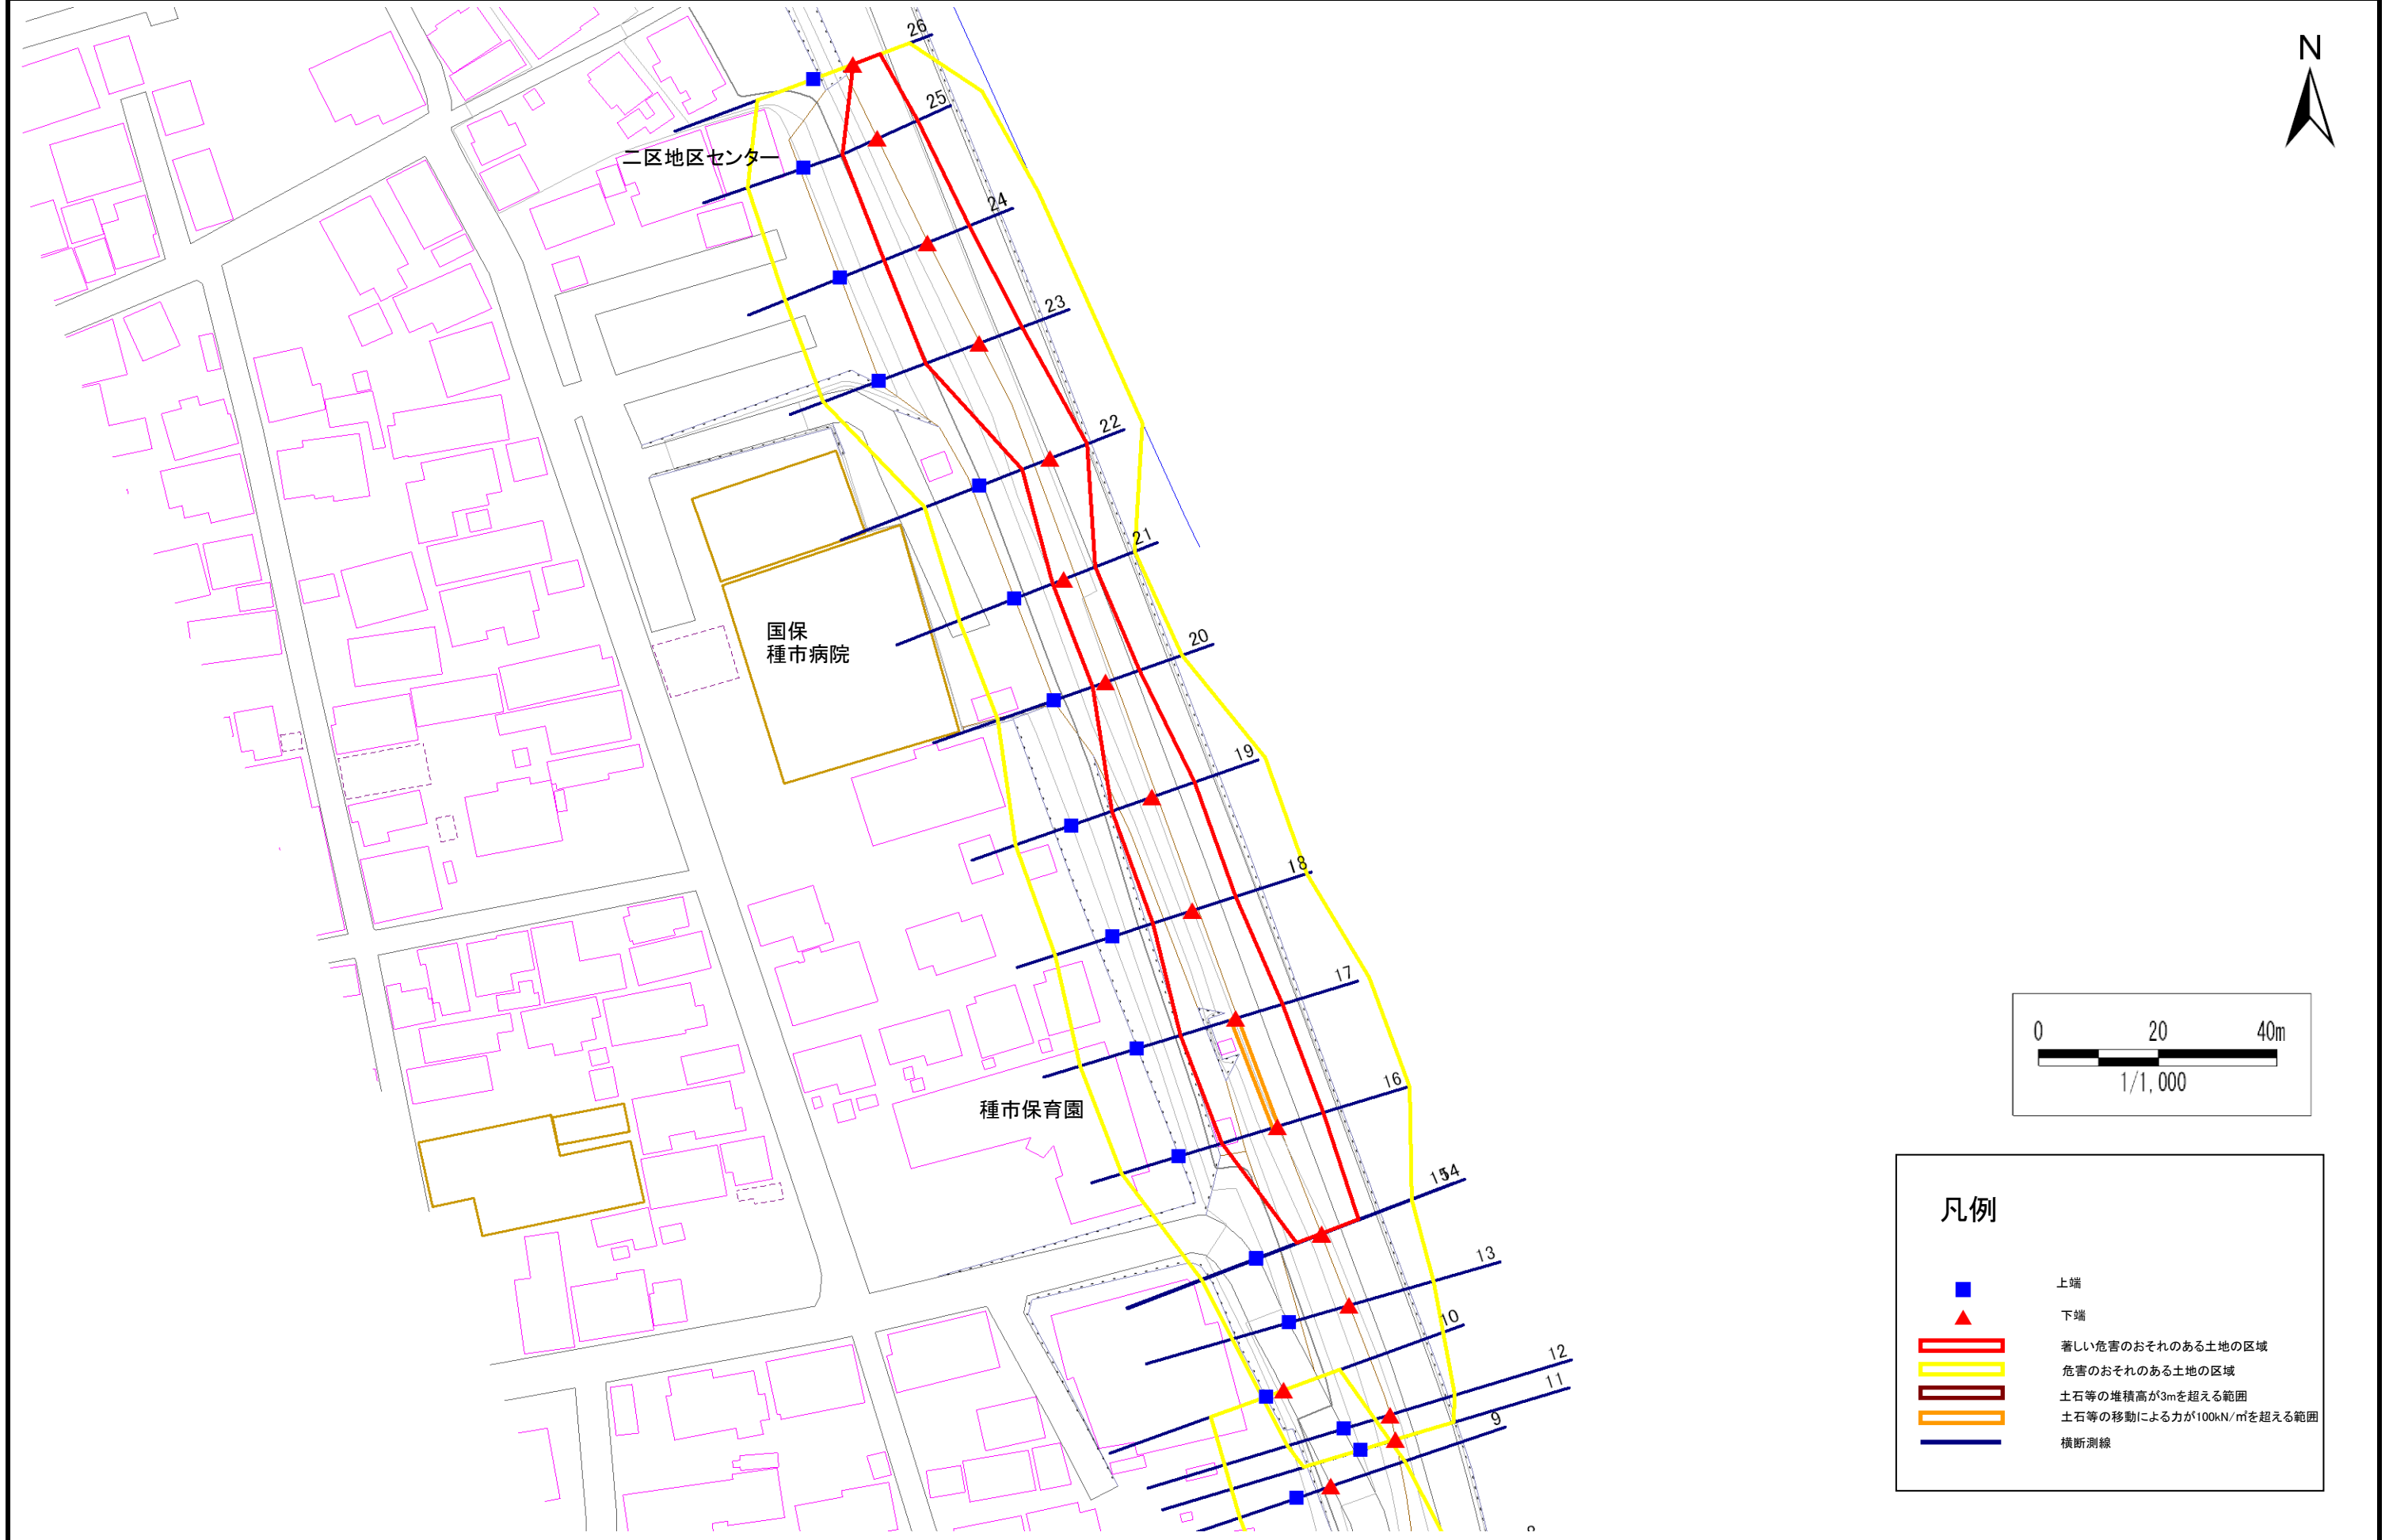 26
N
25
二区地区センター
24
23
22
21
国保
種市病院
20
19
18
17
0 20 40m
1/1,000
16
種市保育園
15 14
13
10
12
11
9
凡例
上端
下端
著しい危害のおそれのある土地の区域
危害のおそれのある土地の区域
土石等の堆積高が3mを超える範囲
土石等の移動による力が100kN/㎡を超える範囲
横断測線